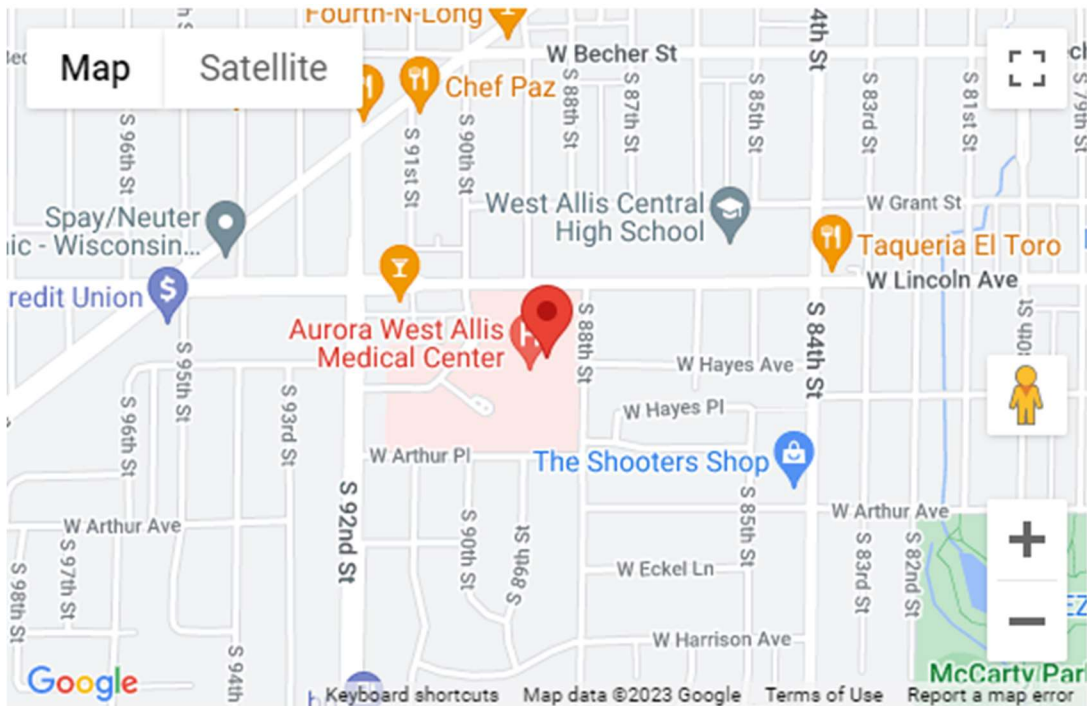 Fourth-N-Long
W Becher St
4th St
Map
Satellite
Chef Paz
S 96th St
S 91st St
S 90th St
S 88th St
S 87th St
S 85th St
S 83rd St
S 81st St
S 79th St
W Grant St
West Allis Central
High School
Spay/Neuter
ic - Wisconsin...
Taqueria El Toro
W Lincoln Ave
redit Union
Aurora West Allis
Medical Center
H
S 88th St
S 84th St
W Hayes Ave
S 95th St
S 96th St
S 93rd St
W Hayes Pl
W Arthur Pl
The Shooters Shop
S 92nd St
S 90th St
S 89th St
S 85th St
W Arthur Ave
W Arthur Ave
S 83rd St
S 82nd St
S 97th St
S 98th St
W Eckel Ln
W Harrison Ave
S 94th
McCarty Par
Google
Keyboard shortcuts
Map data ©2023 Google
Terms of Use
Report a map error